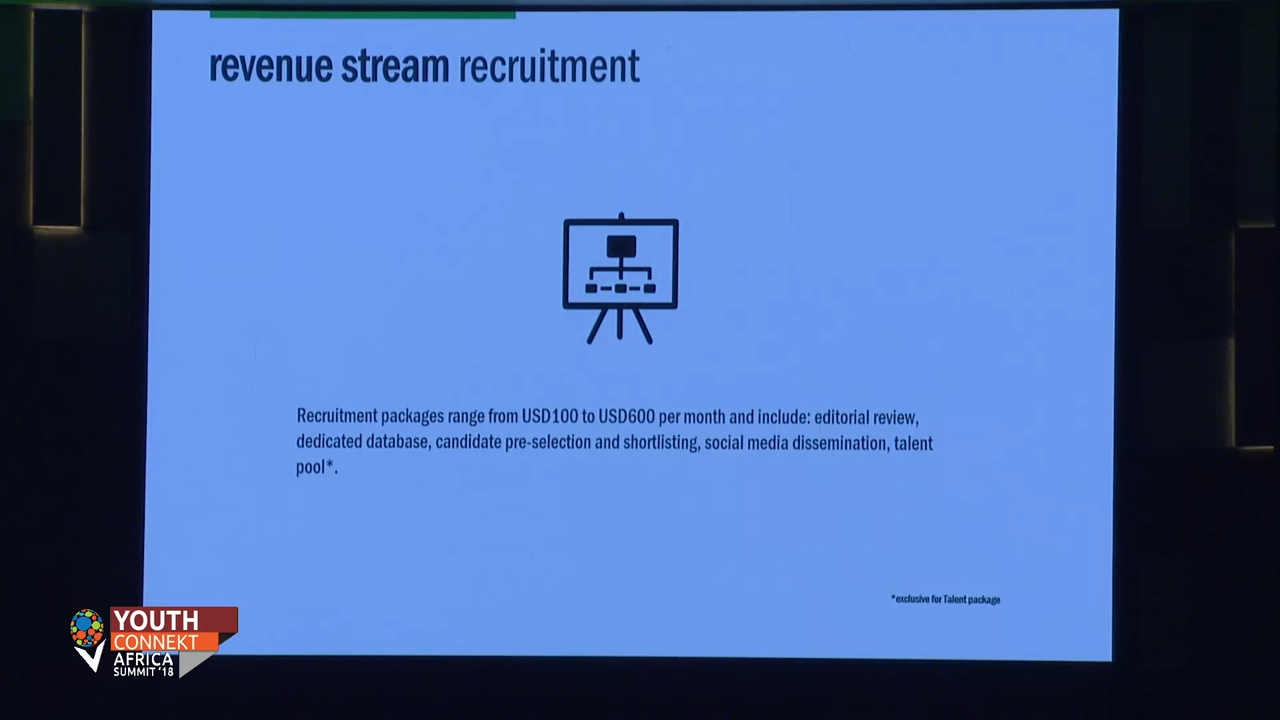 revenue stream recruitment
Recruitment packages range from USD100 to USD600 per month and include: editorial review,
dedicated database, candidate pre-selection and shortlisting, social media dissemination, talent
pool*.
*exclusive for Talent package
YOUTH
CONNEKT
AFRICA
SUMMIT '18